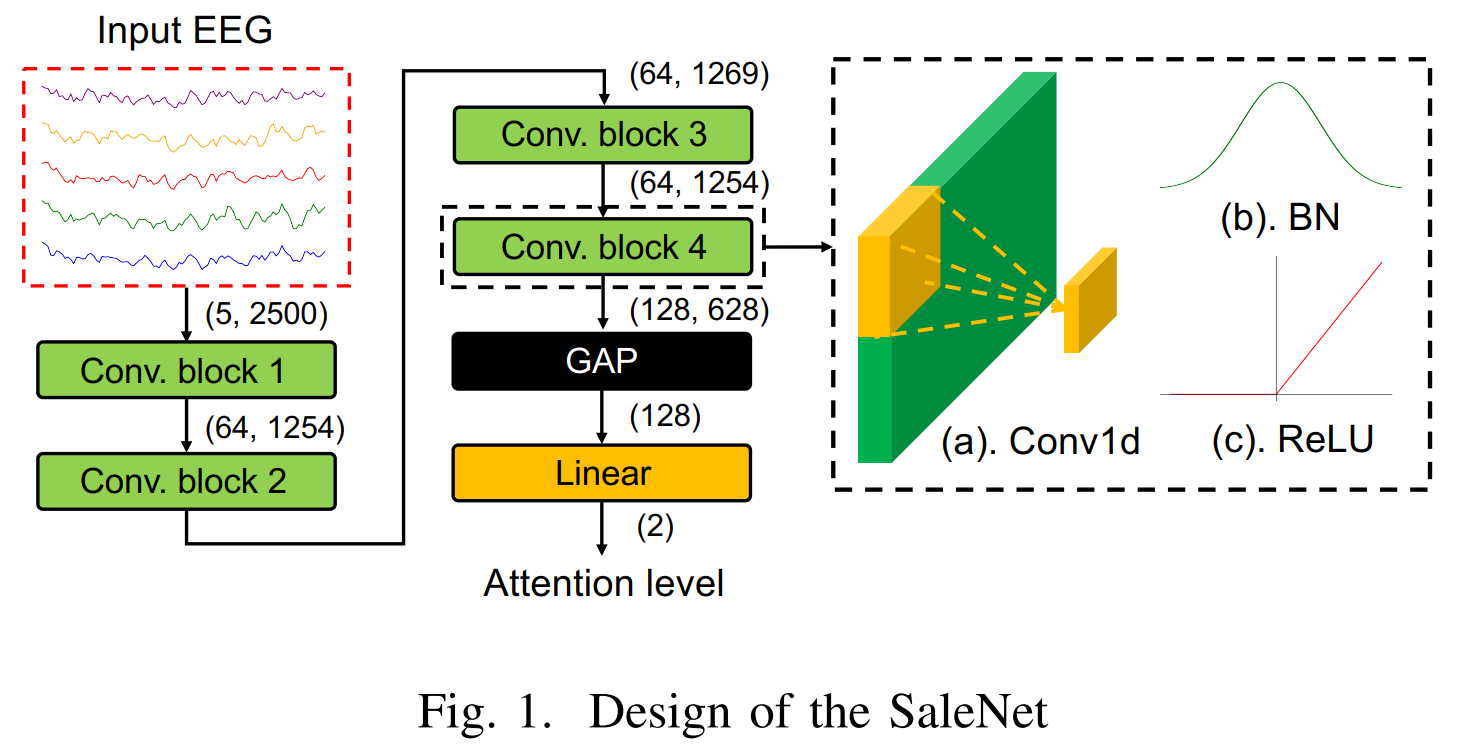 Input EEG
(5, 2500)
Conv. block 1
(64, 1254)
Conv. block 2
(64, 1269)
Conv. block 3
(64, 1254)
Conv. block 4
(128, 628)
GAP
(128)
Linear
(2)
Attention level
(a). Conv1d
(b). BN
(c). ReLU
Fig. 1. Design of the SaleNet